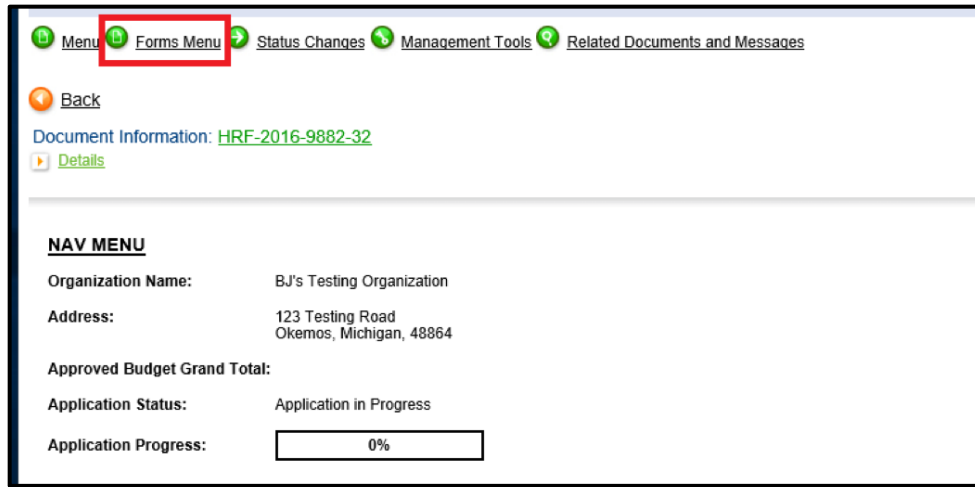 Menu Forms Menu Status Changes Management Tools Related Documents and Messages
Back
Document Information: HRF-2016-9882-32
Details
NAV MENU
Organization Name: BJ's Testing Organization
Address: 123 Testing Road
Okemos, Michigan, 48864
Approved Budget Grand Total:
Application Status: Application in Progress
Application Progress: 0%